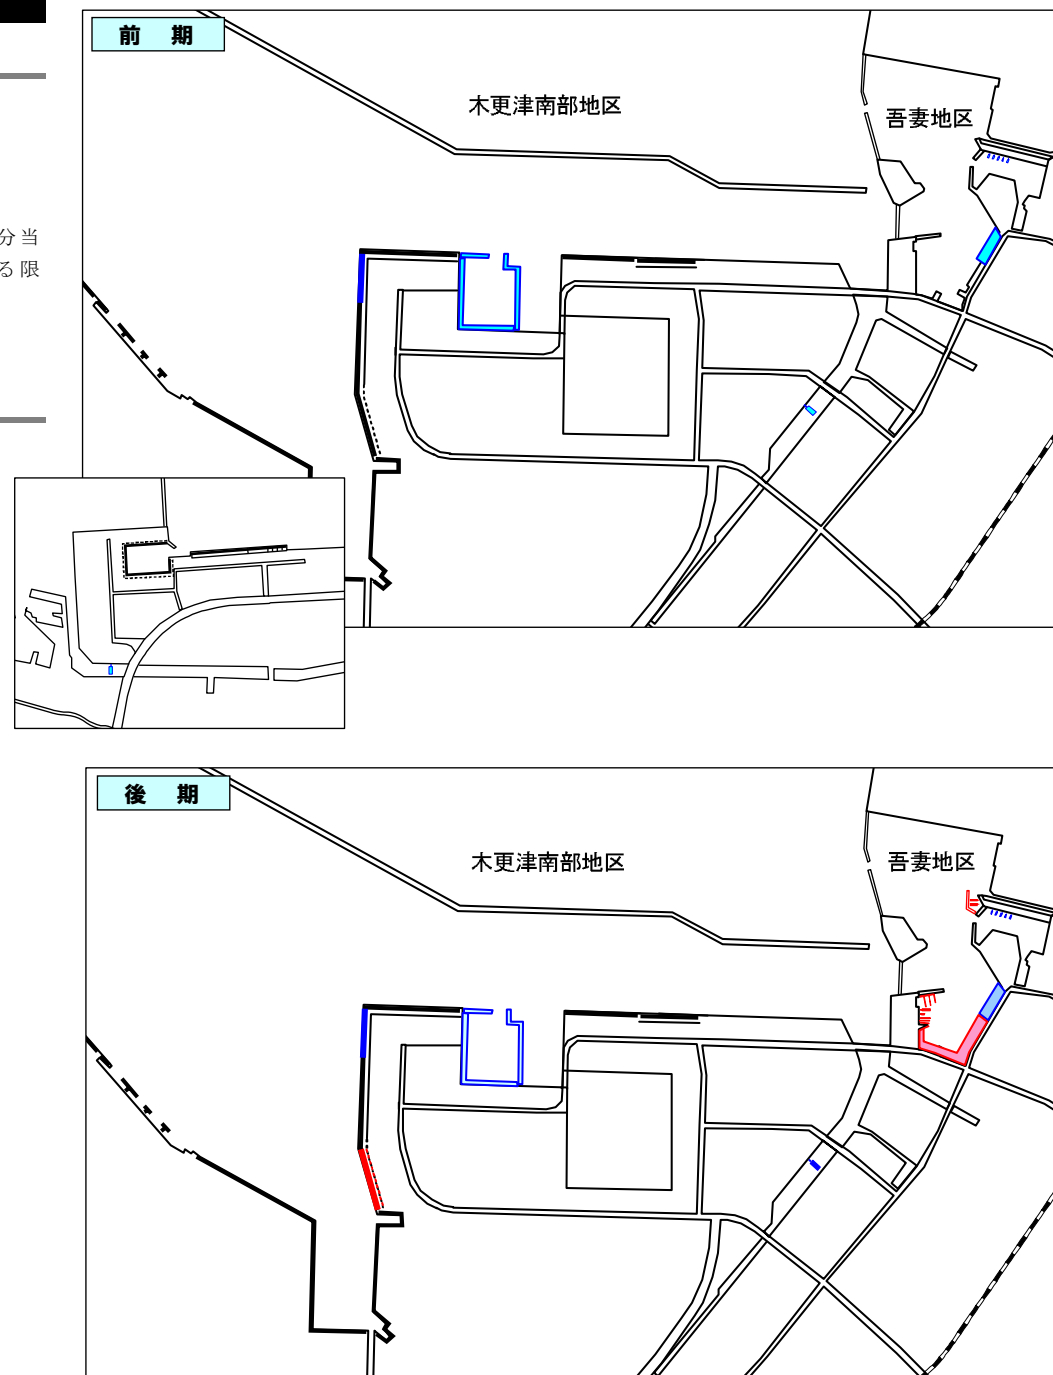 前 期
木更津南部地区
吾妻地区
分当
る限
後 期
木更津南部地区
吾妻地区